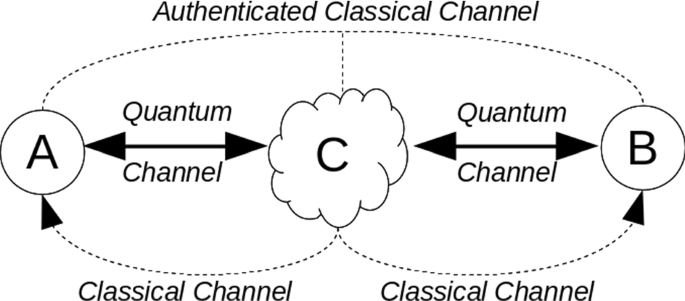 Authenticated Classical Channel
Quantum
Quantum
A
C
B
Channel
Channel
Classical Channel
Classical Channel